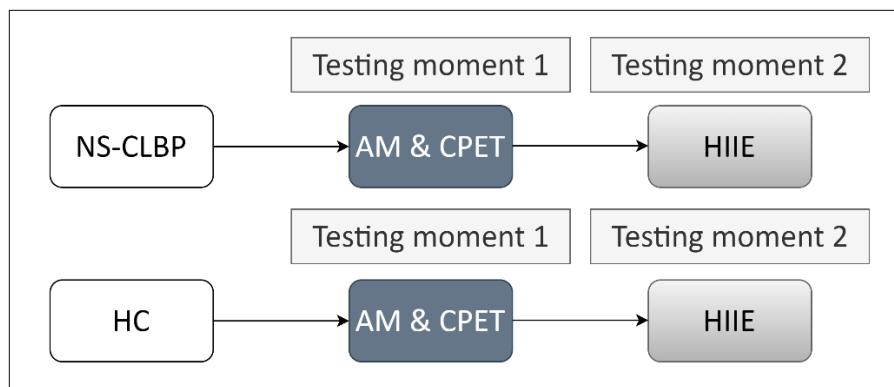 Testing moment 1
Testing moment 2
NS-CLBP
AM & CPET
HIIE
Testing moment 1
Testing moment 2
HC
AM & CPET
HIIE